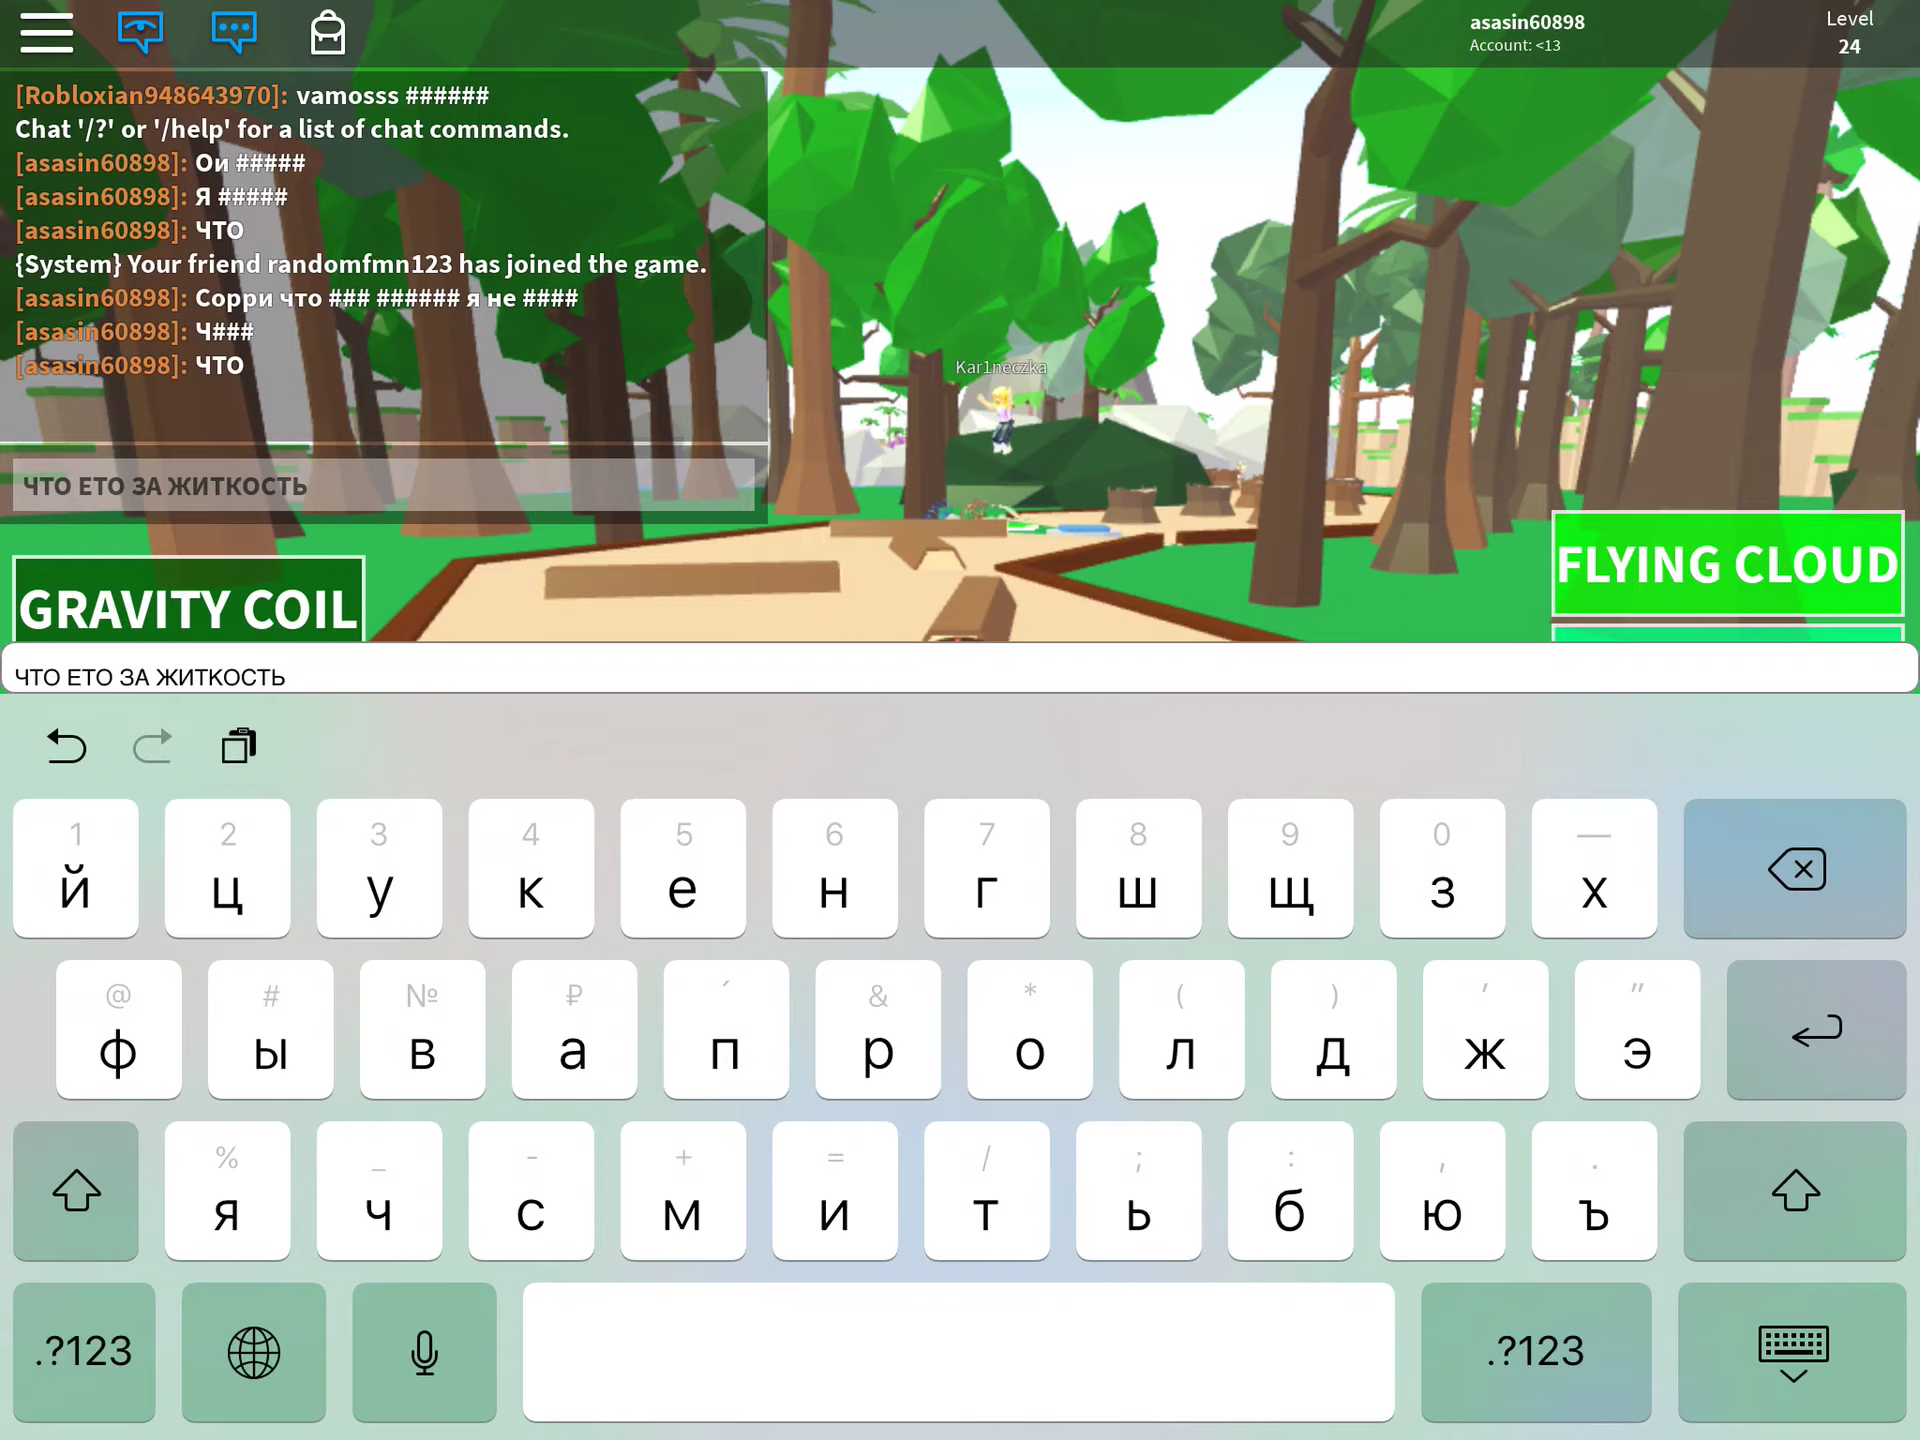 asasin60898
Account: <13
Level
24
[Robloxian948643970]: vamosss ######
Chat '/?' or '/help' for a list of chat commands.
[asasin60898]: Ои #####
[asasin60898]: Я #####
[asasin60898]: ЧТО
{System} Your friend randomfmn123 has joined the game.
[asasin60898]: Сорри что ### ###### я не ####
[asasin60898]: Ч###
[asasin60898]: ЧТО
Kar1neczka
ЧТО ЕТО ЗА ЖИТКОСТЬ
FLYING CLOUD
GRAVITY COIL
ЧТО ЕТО ЗА ЖИТКОСТЬ
1 2 3 4 5 6 7 8 9 0 —
й ц у к е н г ш щ з х
@ # № ₽ ´ & * ( ) ′ ″
ф ы в а п р о л д ж э
% _ - + = / ; : , .
я ч с м и т ь б ю ъ
.?123 .?123